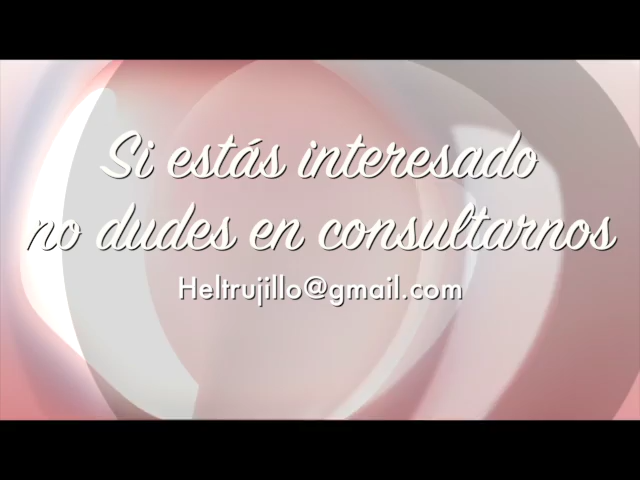 Si estás interesado
no dudes en consultarnos
Heltrujillo@gmail.com